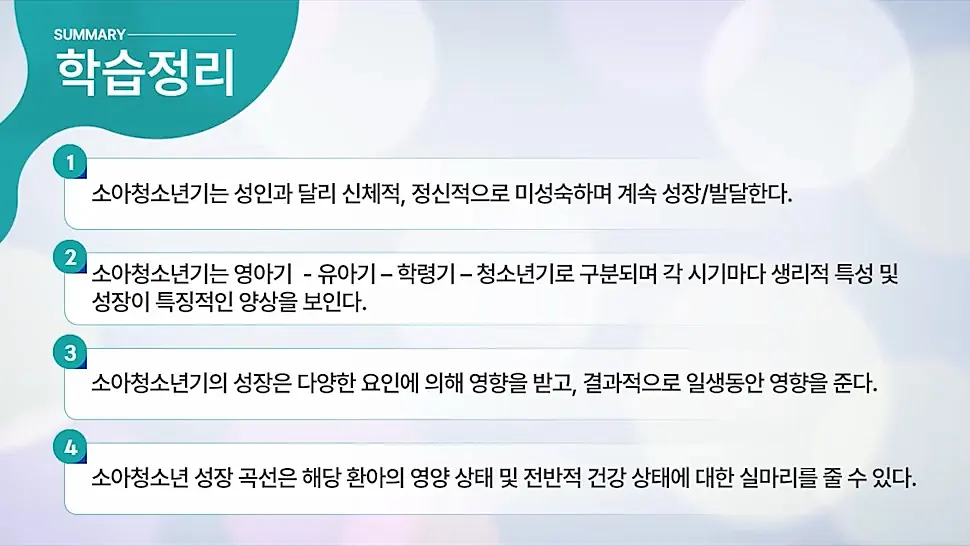 SUMMARY
학습정리
1
소아청소년기는 성인과 달리 신체적, 정신적으로 미성숙하며 계속 성장/발달한다.
2
소아청소년기는 영아기 - 유아기 – 학령기 – 청소년기로 구분되며 각 시기마다 생리적 특성 및
성장이 특징적인 양상을 보인다.
3
소아청소년기의 성장은 다양한 요인에 의해 영향을 받고, 결과적으로 일생동안 영향을 준다.
4
소아청소년 성장 곡선은 해당 환아의 영양 상태 및 전반적 건강 상태에 대한 실마리를 줄 수 있다.